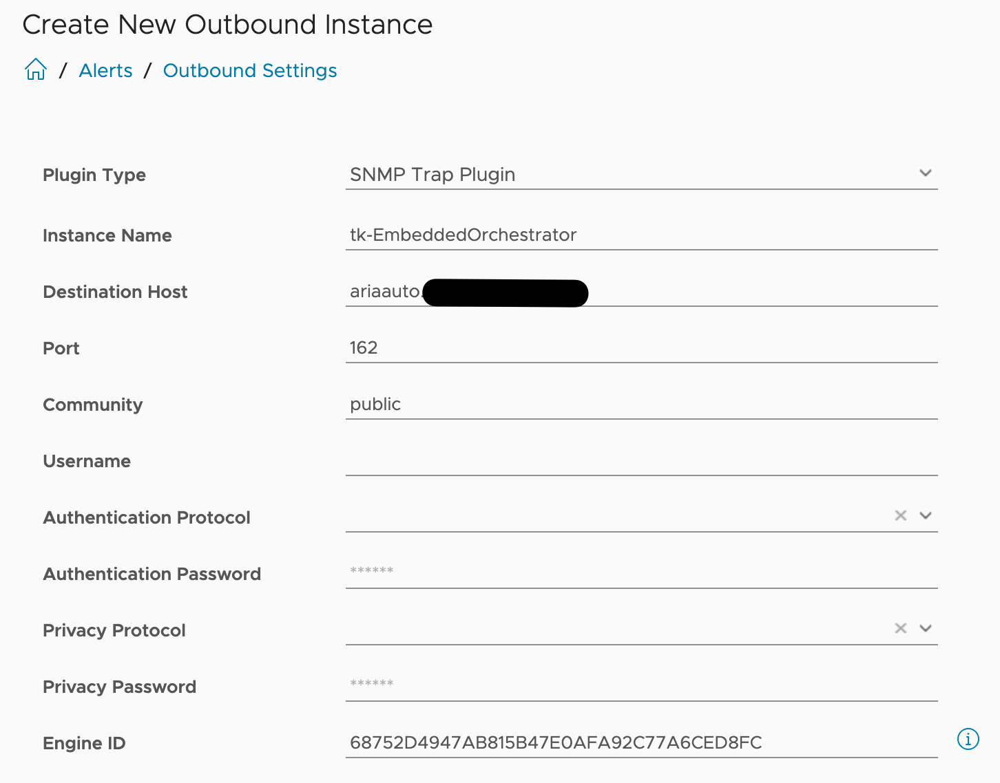 Create New Outbound Instance
/ Alerts / Outbound Settings
Plugin Type SNMP Trap Plugin
Instance Name tk-EmbeddedOrchestrator
Destination Host ariaauto.
Port 162
Community public
Username
Authentication Protocol
Authentication Password ******
Privacy Protocol
Privacy Password ******
Engine ID 68752D4947AB815B47E0AFA92C77A6CED8FC